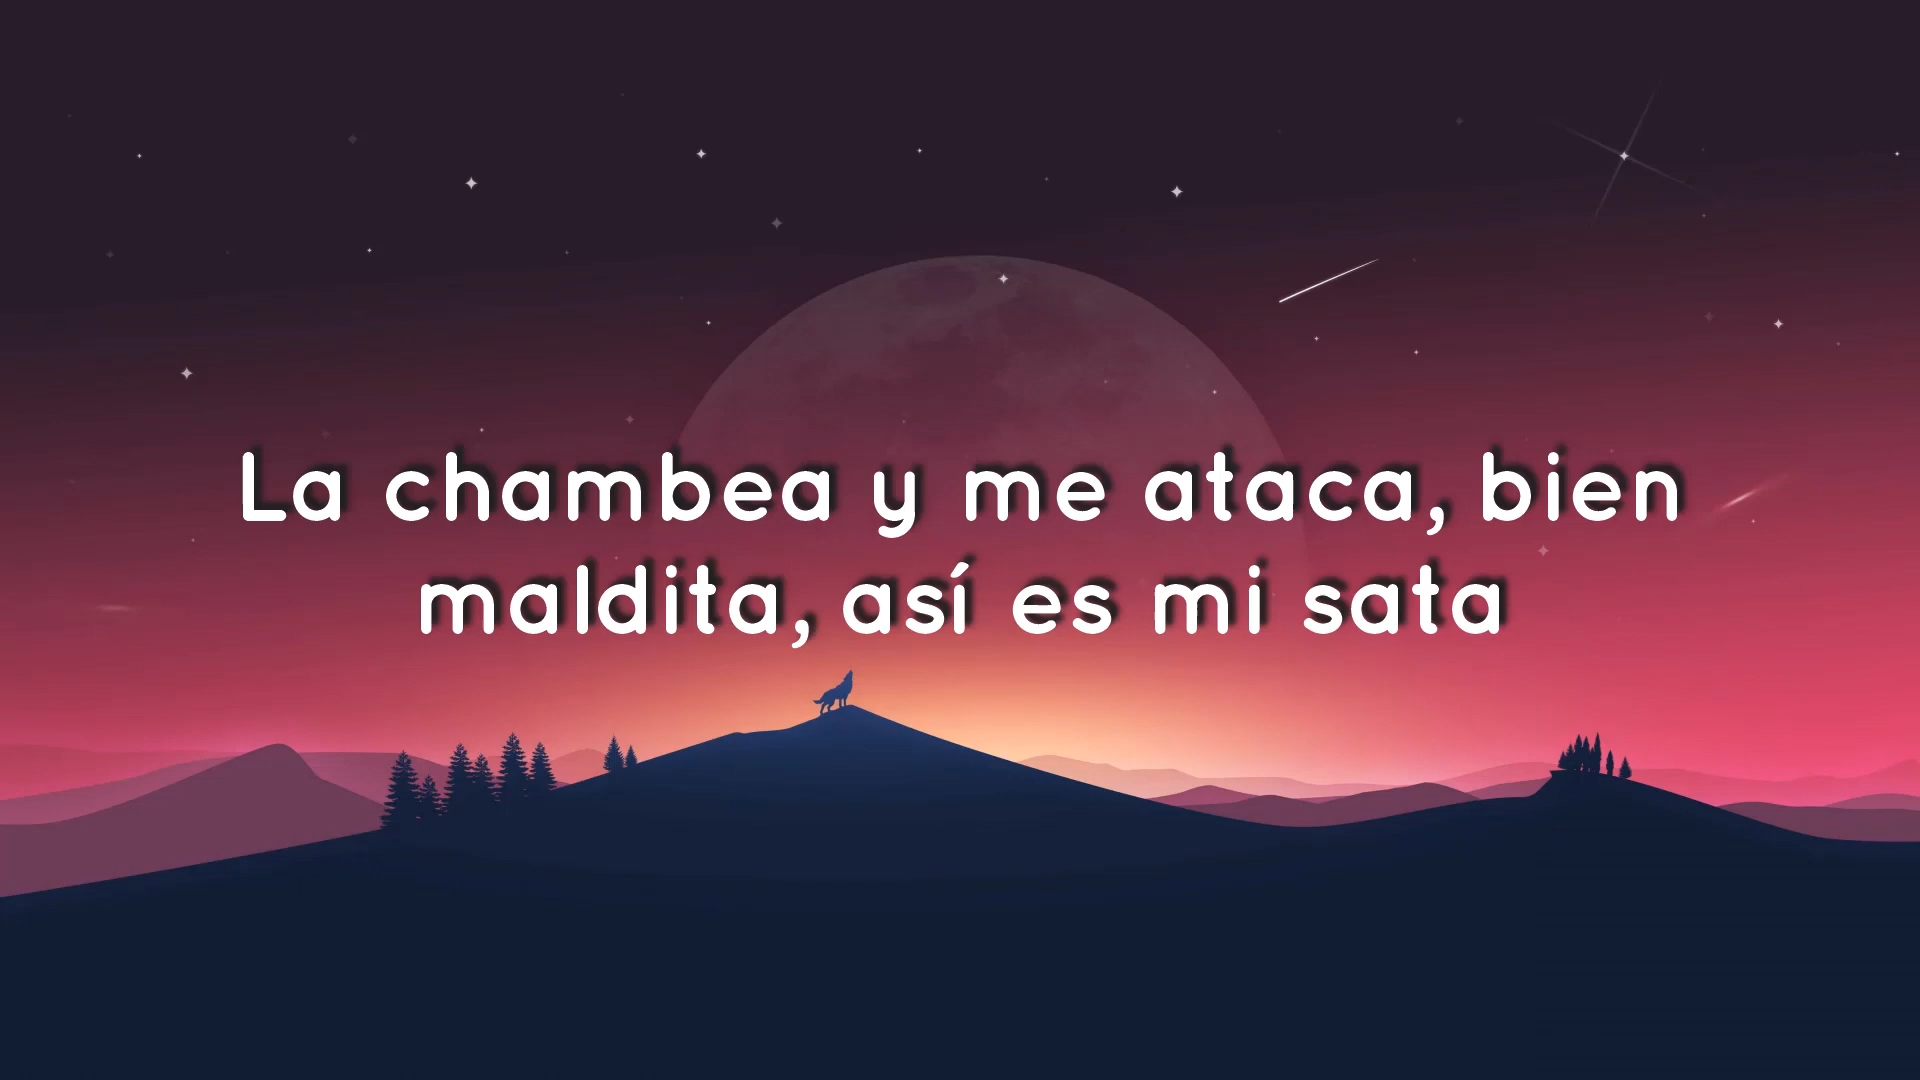 La chambea y me ataca, bien
maldita, así es mi sata